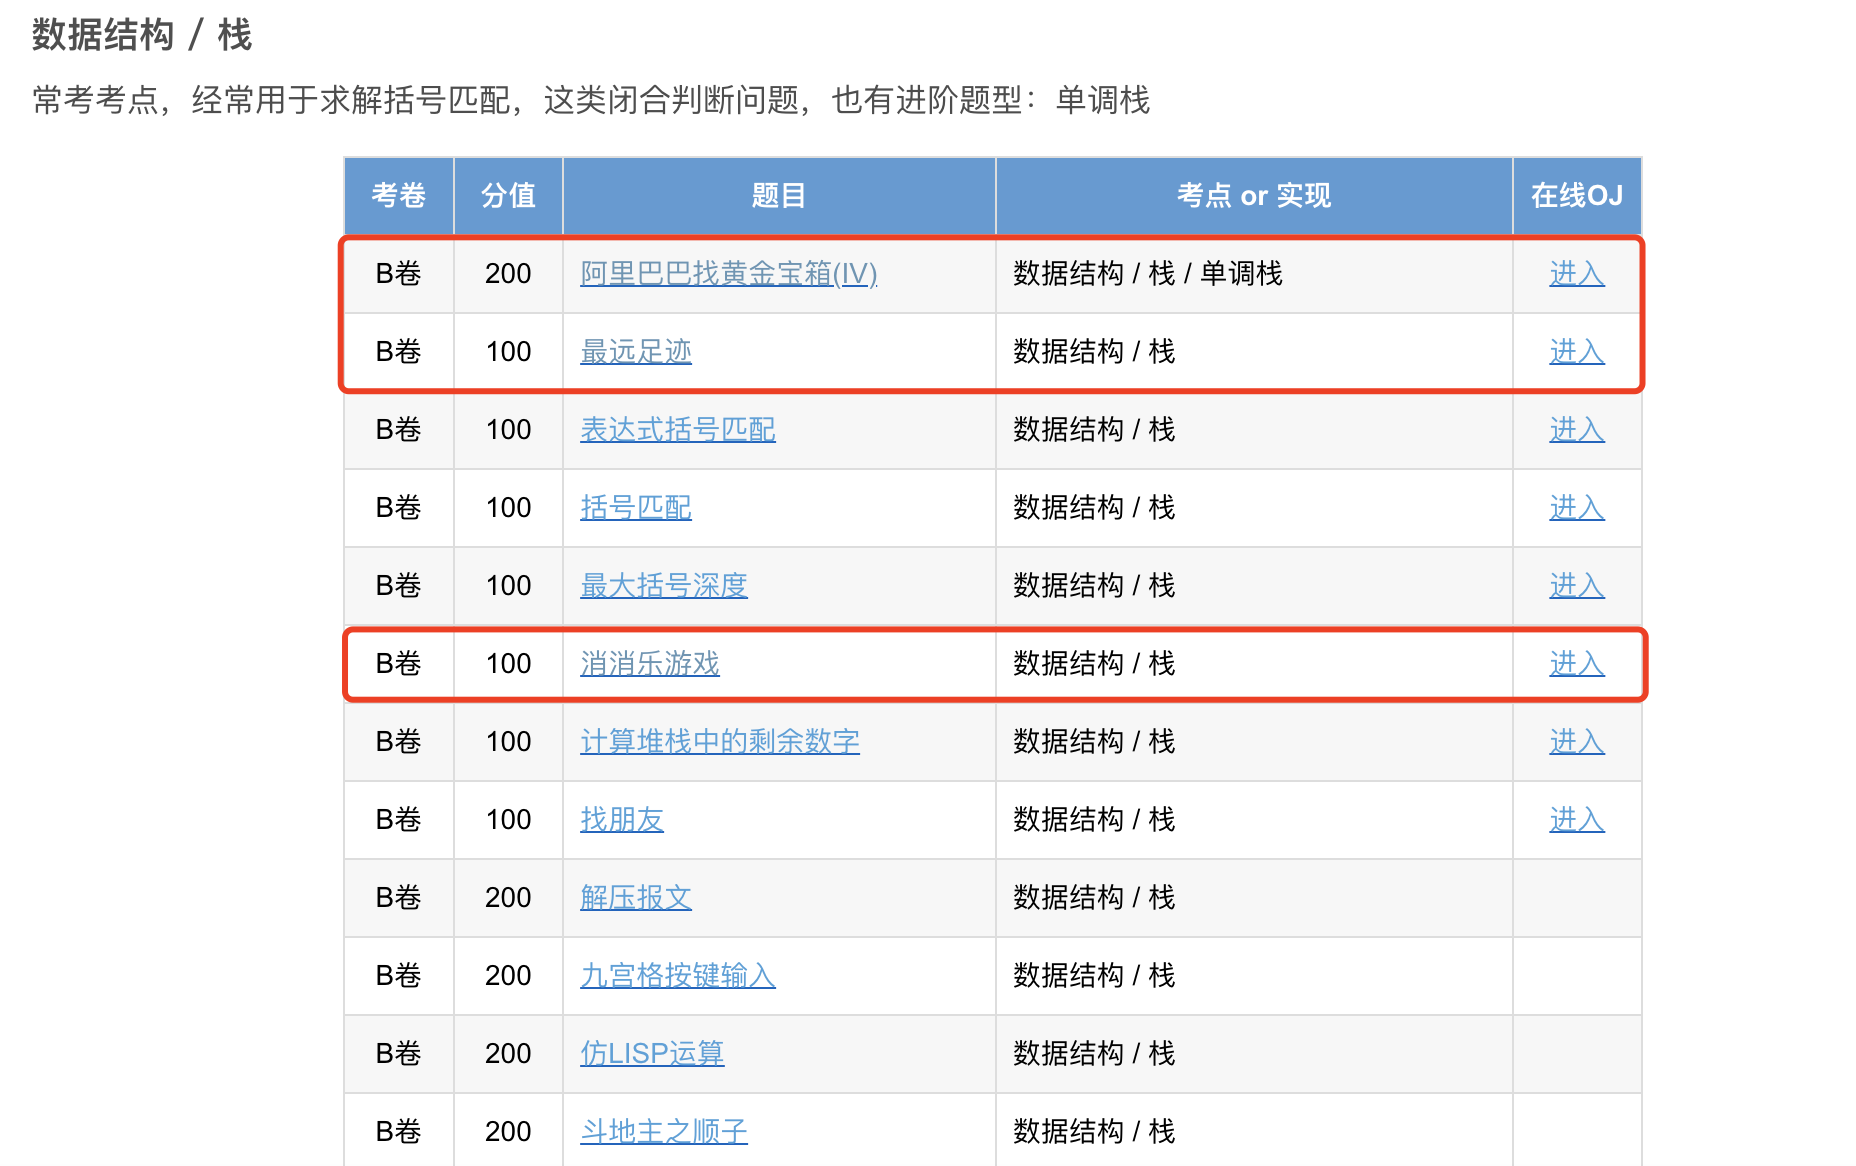 数据结构 / 栈
常考考点，经常用于求解括号匹配，这类闭合判断问题，也有进阶题型：单调栈
考卷 分值 题目 考点 or 实现 在线OJ
B卷 200 阿里巴巴找黄金宝箱(IV) 数据结构 / 栈 / 单调栈 进入
B卷 100 最远足迹 数据结构 / 栈 进入
B卷 100 表达式括号匹配 数据结构 / 栈 进入
B卷 100 括号匹配 数据结构 / 栈 进入
B卷 100 最大括号深度 数据结构 / 栈 进入
B卷 100 消消乐游戏 数据结构 / 栈 进入
B卷 100 计算堆栈中的剩余数字 数据结构 / 栈 进入
B卷 100 找朋友 数据结构 / 栈 进入
B卷 200 解压报文 数据结构 / 栈
B卷 200 九宫格按键输入 数据结构 / 栈
B卷 200 仿LISP运算 数据结构 / 栈
B卷 200 斗地主之顺子 数据结构 / 栈